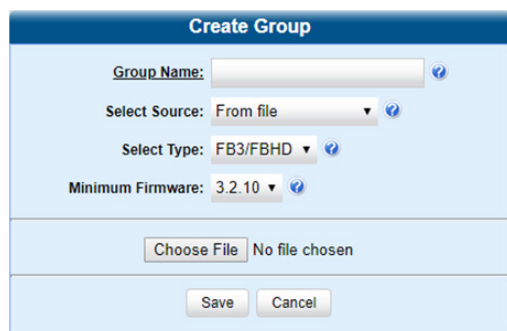 Create Group
Group Name:
Select Source: From file
Select Type: FB3/FBHD
Minimum Firmware: 3.2.10
Choose File No file chosen
Save Cancel